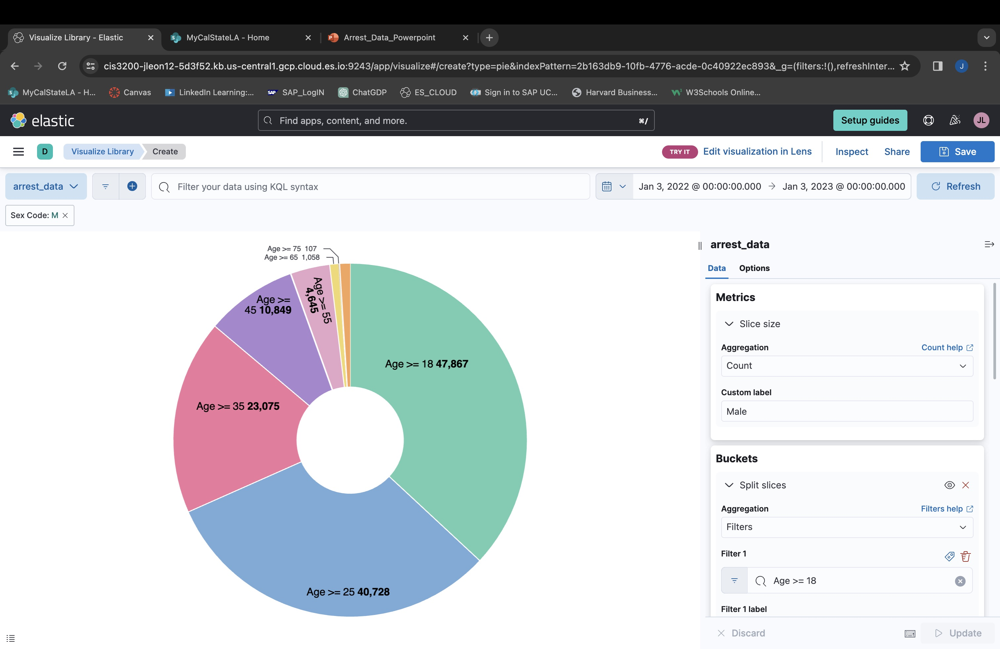 Visualize Library - Elastic
MyCalStateLA - Home
Arrest_Data_Powerpoint
cis3200-jleon12-5d3f52.kb.us-central1.gcp.cloud.es.io:9243/app/visualize#/create?type=pie&indexPattern=2b163db9-10fb-4776-acde-0c40922ec893&_g=(filters:!(),refreshInter...
J
MyCalStateLA - H...
Canvas
LinkedIn Learning:...
SAP SAP_LogIN
ChatGDP
ES_CLOUD
Sign in to SAP UC...
Harvard Business...
W3Schools Online...
elastic
Find apps, content, and more.
⌘/
Setup guides
JL
D
Visualize Library
Create
TRY IT
Edit visualization in Lens
Inspect
Share
Save
arrest_data
Filter your data using KQL syntax
Jan 3, 2022 @ 00:00:00.000 → Jan 3, 2023 @ 00:00:00.000
Refresh
Sex Code: M
Age >= 75 107
Age >= 65 1,058
Age >= 55
4,645
Age >=
45 10,849
Age >= 18 47,867
Age >= 35 23,075
Age >= 25 40,728
arrest_data
Data
Options
Metrics
Slice size
Aggregation
Count help
Count
Custom label
Male
Buckets
Split slices
Aggregation
Filters help
Filters
Filter 1
Age >= 18
Filter 1 label
Discard
Update